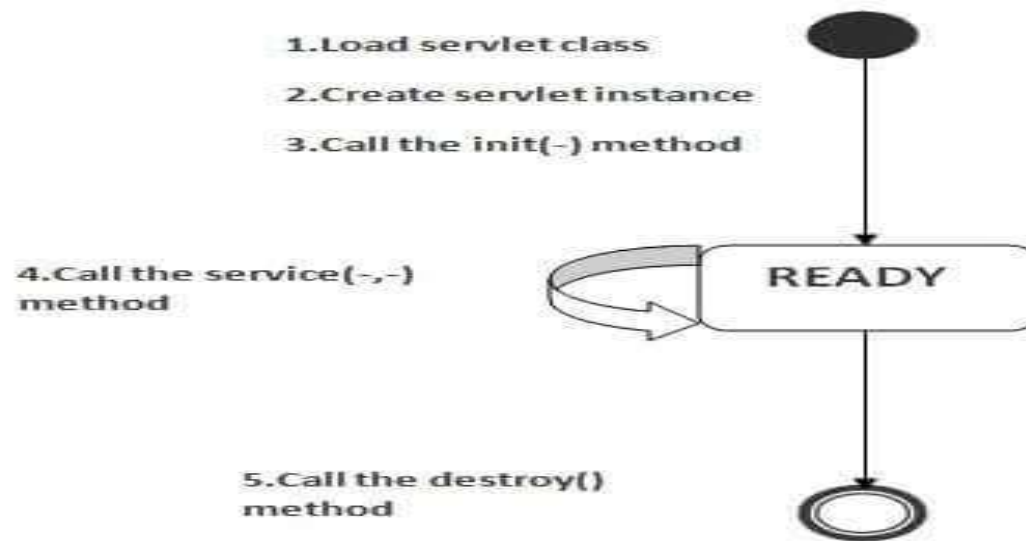 1.Load servlet class
2.Create servlet instance
3.Call the init(-) method
READY
4.Call the service(-,-)
method
5.Call the destroy()
method